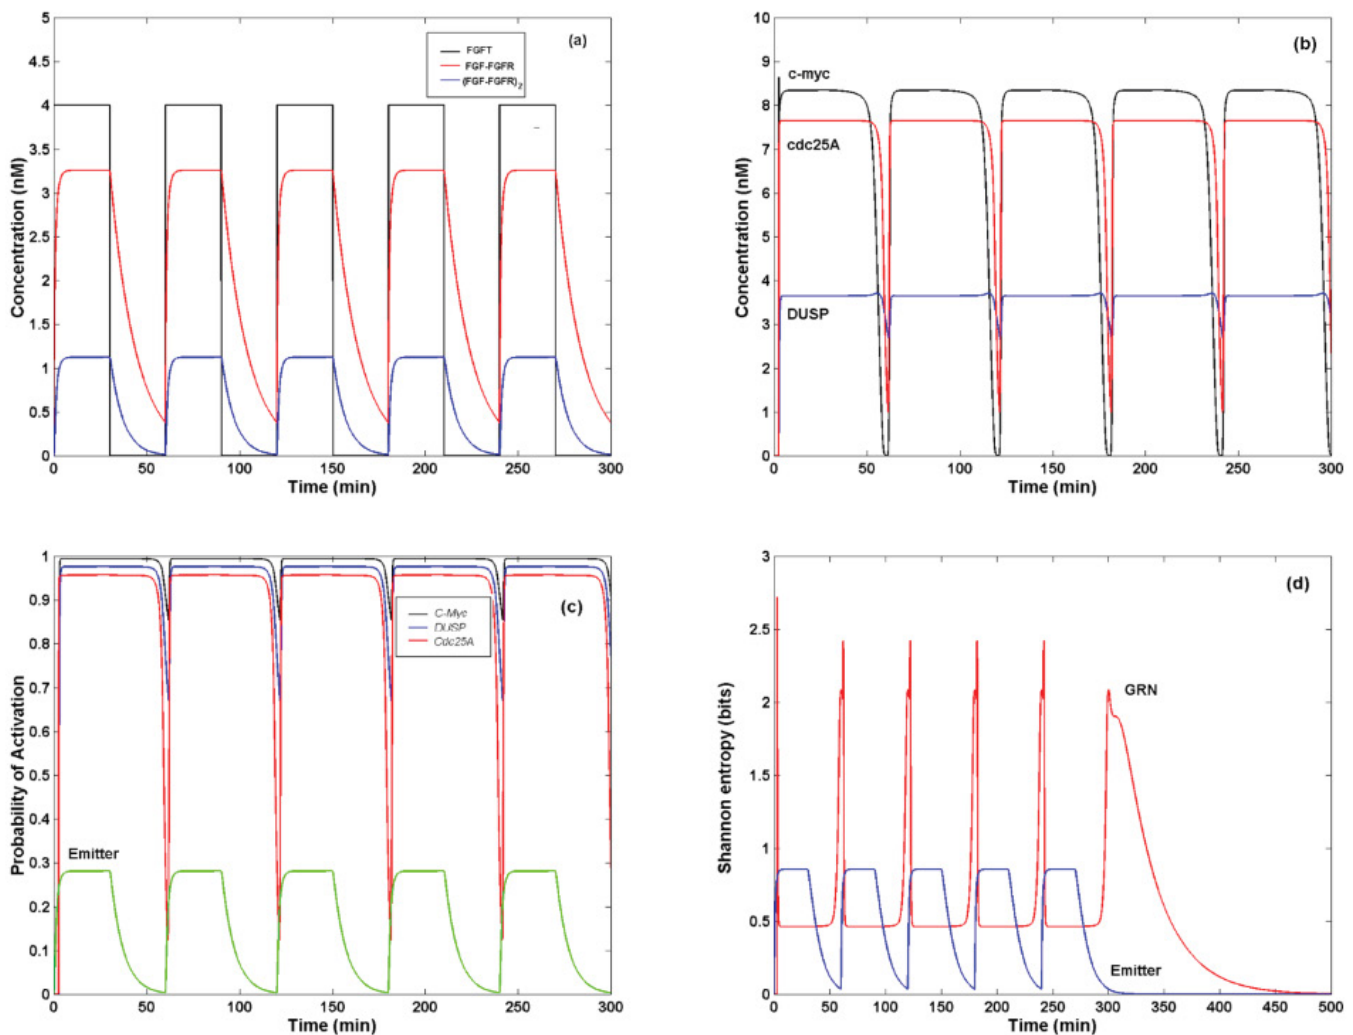 (a)
FGFT
FGF-FGFR
(FGF-FGFR)2
5
4.5
4
3.5
3
2.5
2
1.5
1
0.5
0
Concentration (nM)
0 50 100 150 200 250 300
Time (min)
(b)
c-myc
cdc25A
DUSP
10
9
8
7
6
5
4
3
2
1
0
Concentration (nM)
0 50 100 150 200 250 300
Time (min)
(c)
C-Myc
DUSP
Cdc25A
Emitter
1
0.9
0.8
0.7
0.6
0.5
0.4
0.3
0.2
0.1
0
Probability of Activation
0 50 100 150 200 250 300
Time (min)
(d)
GRN
Emitter
3
2.5
2
1.5
1
0.5
0
Shannon entropy (bits)
0 50 100 150 200 250 300 350 400 450 500
Time (min)